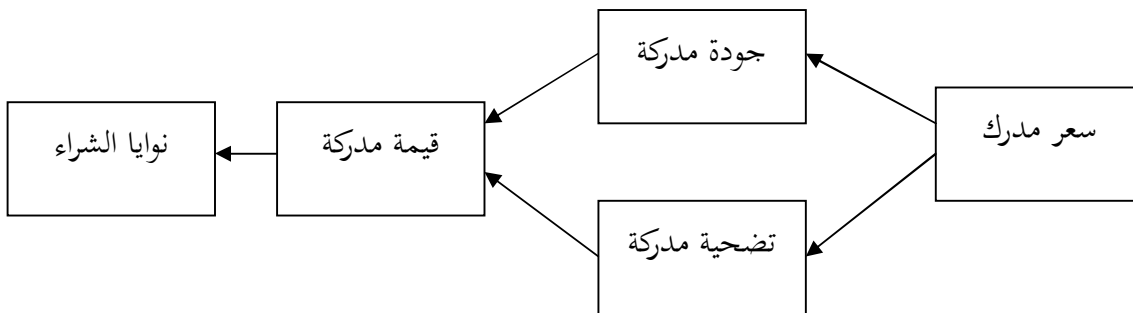 سعر مدرك
جودة مدركة
تضحية مدركة
قيمة مدركة
نوايا الشراء